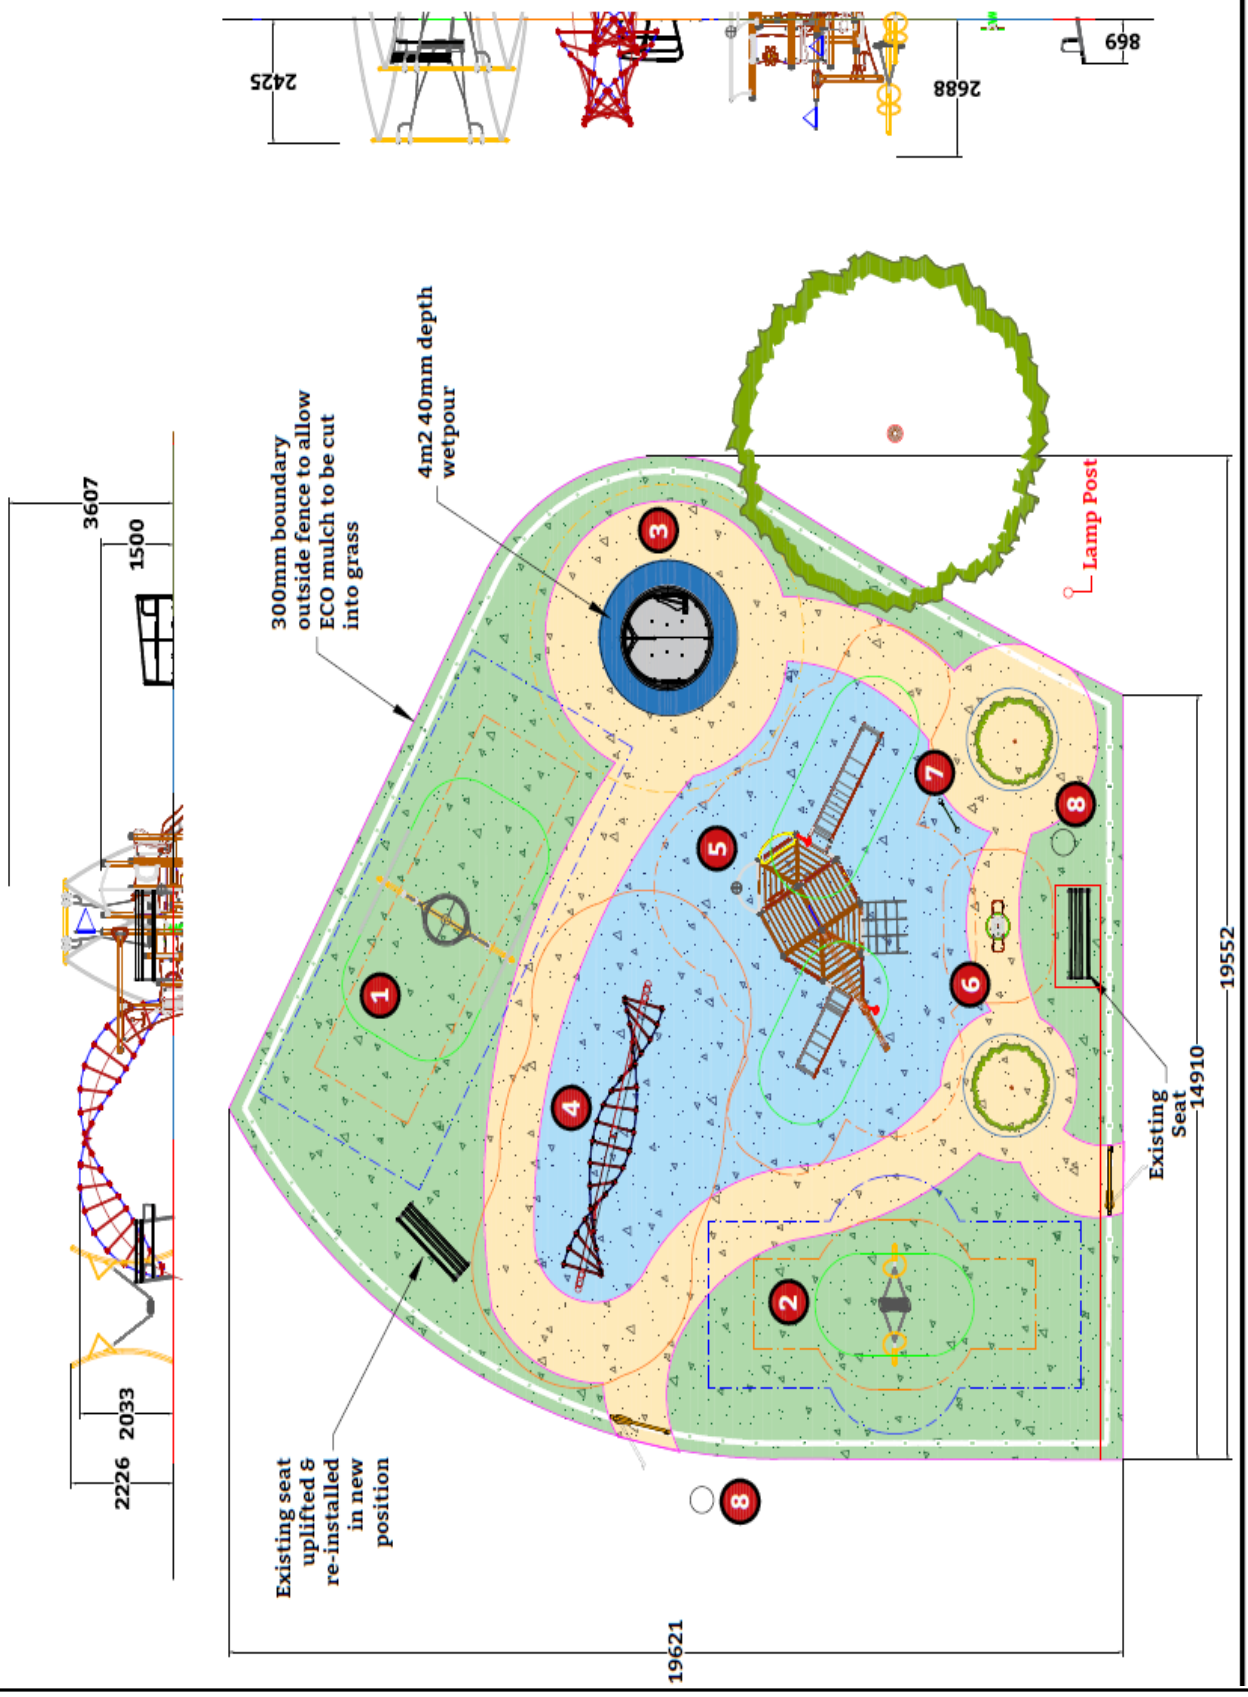 3607
1500
2226
2033
2425
2688
869
300mm boundary
outside fence to allow
ECO mulch to be cut
into grass
4m2 40mm depth
wetpour
Existing seat
uplifted &
re-installed
in new
position
1
2
3
4
5
6
7
8
8
Lamp Post
Existing
Seat
14910
19552
19621